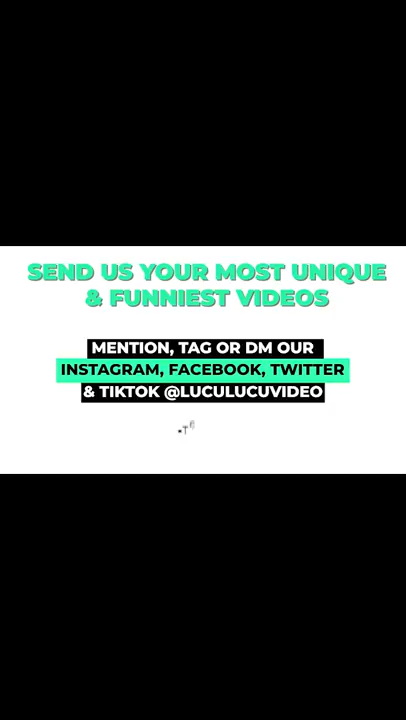 SEND US YOUR MOST UNIQUE
& FUNNIEST VIDEOS
MENTION, TAG OR DM OUR
INSTAGRAM, FACEBOOK, TWITTER
& TIKTOK @LUCULUCUVIDEO